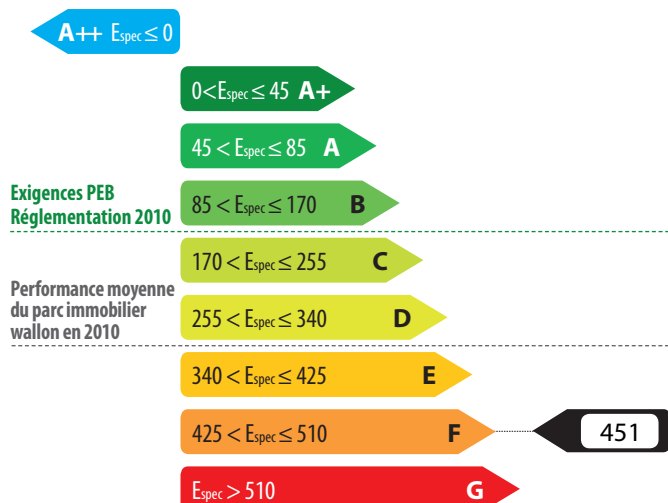 A++ Espec ≤ 0
0<Espec ≤ 45 A+
45 < Espec ≤ 85 A
Exigences PEB
Réglementation 2010
85 < Espec ≤ 170 B
170 < Espec ≤ 255 C
Performance moyenne
du parc immobilier
wallon en 2010
255 < Espec ≤ 340 D
340 < Espec ≤ 425 E
425 < Espec ≤ 510 F
451
Espec > 510 G